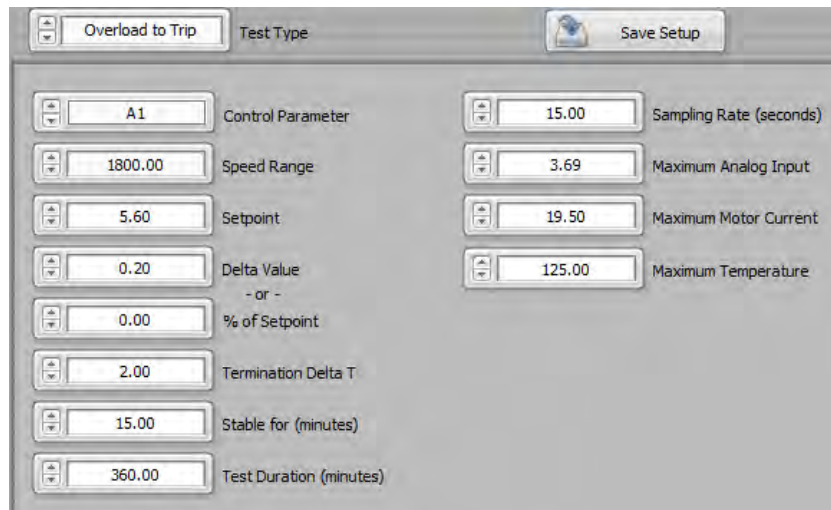 Overload to Trip Test Type Save Setup
A1 Control Parameter
1800.00 Speed Range
5.60 Setpoint
0.20 Delta Value
- or -
0.00 % of Setpoint
2.00 Termination Delta T
15.00 Stable for (minutes)
360.00 Test Duration (minutes)
15.00 Sampling Rate (seconds)
3.69 Maximum Analog Input
19.50 Maximum Motor Current
125.00 Maximum Temperature